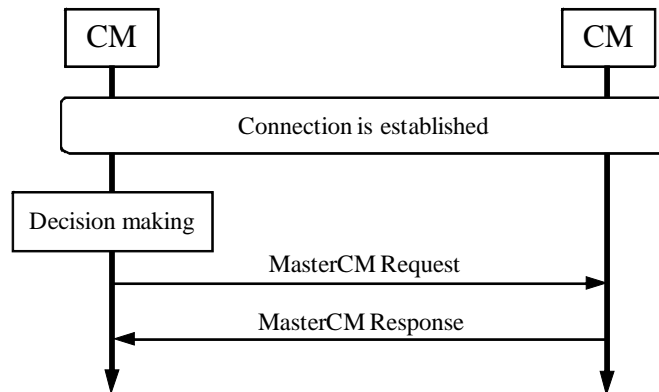 CM
CM
Connection is established
Decision making
MasterCM Request
MasterCM Response